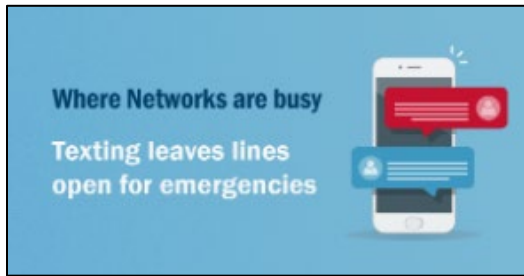 Where Networks are busy
Texting leaves lines
open for emergencies